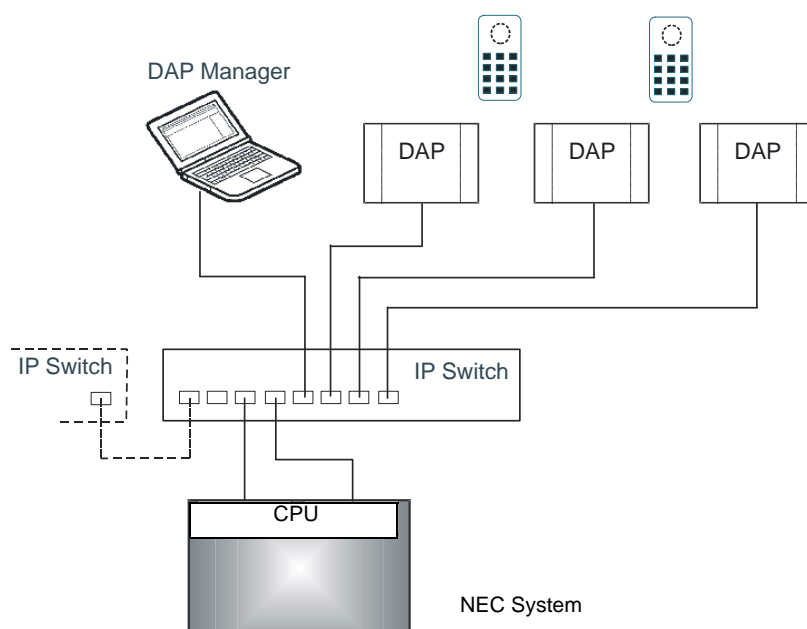 DAP Manager
DAP
DAP
DAP
IP Switch
IP Switch
CPU
NEC System